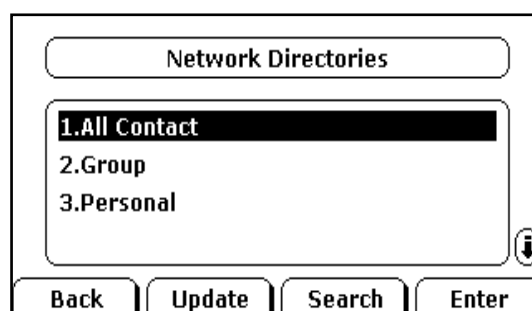 Network Directories
1.All Contact
2.Group
3.Personal
Back Update Search Enter